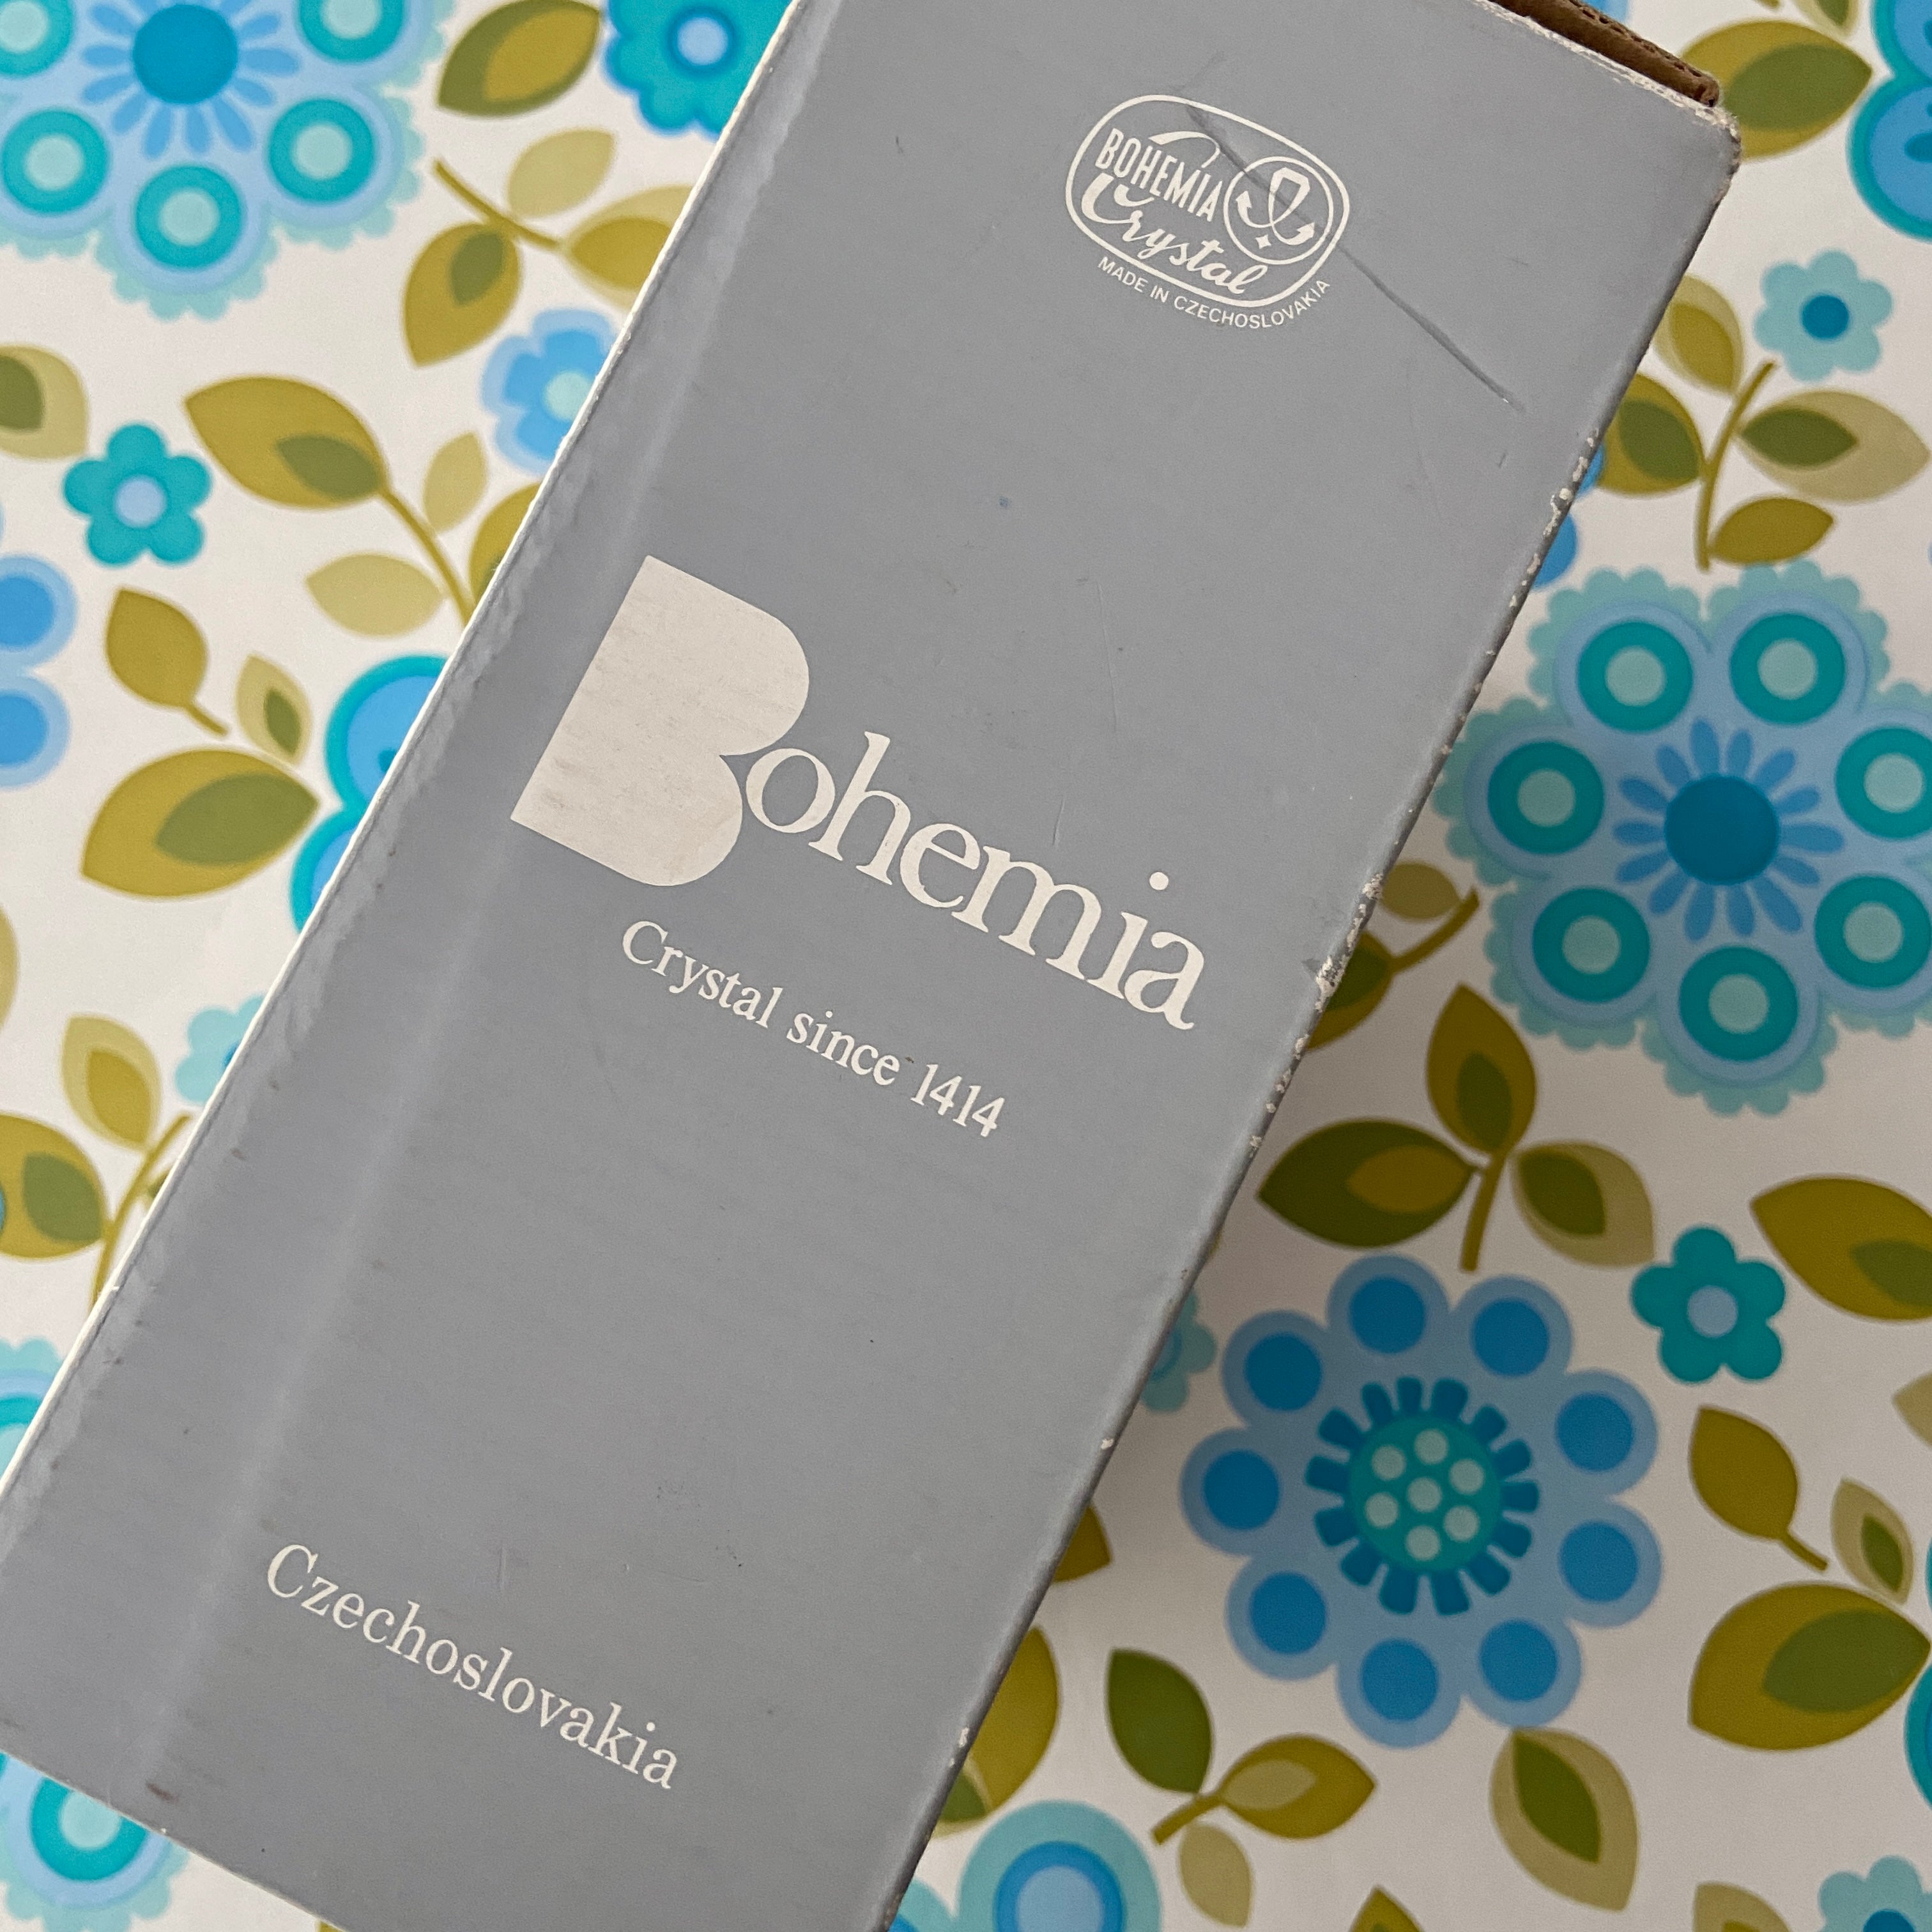 BOHEMIA
Crystal
MADE IN CZECHOSLOVAKIA
Bohemia
Crystal since 1414
Czechoslovakia